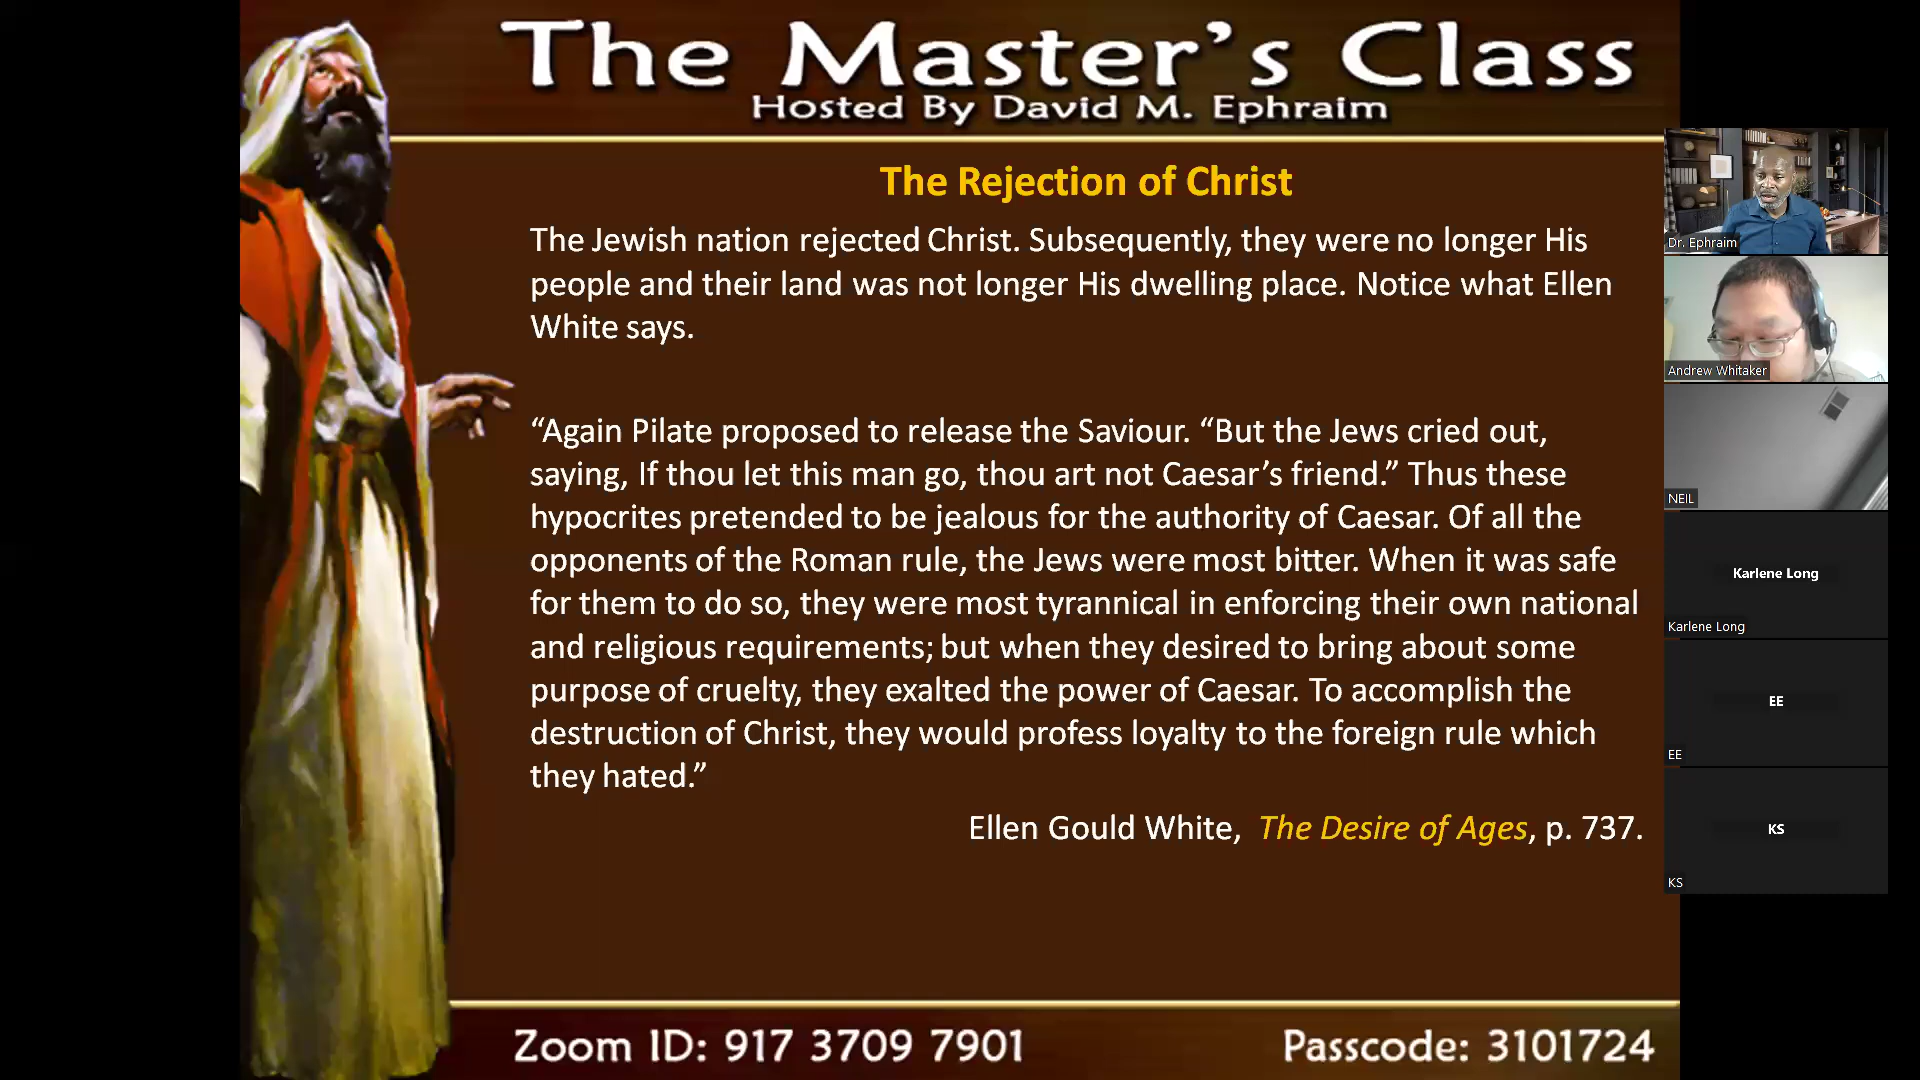 The Master's Class
Hosted By David M. Ephraim
The Rejection of Christ
The Jewish nation rejected Christ. Subsequently, they were no longer His
people and their land was not longer His dwelling place. Notice what Ellen
White says.
“Again Pilate proposed to release the Saviour. “But the Jews cried out,
saying, If thou let this man go, thou art not Caesar’s friend.” Thus these
hypocrites pretended to be jealous for the authority of Caesar. Of all the
opponents of the Roman rule, the Jews were most bitter. When it was safe
for them to do so, they were most tyrannical in enforcing their own national
and religious requirements; but when they desired to bring about some
purpose of cruelty, they exalted the power of Caesar. To accomplish the
destruction of Christ, they would profess loyalty to the foreign rule which
they hated.”
Ellen Gould White, The Desire of Ages, p. 737.
Zoom ID: 917 3709 7901
Passcode: 3101724
Dr. Ephraim
Andrew Whitaker
NEIL
Karlene Long
Karlene Long
EE
EE
KS
KS